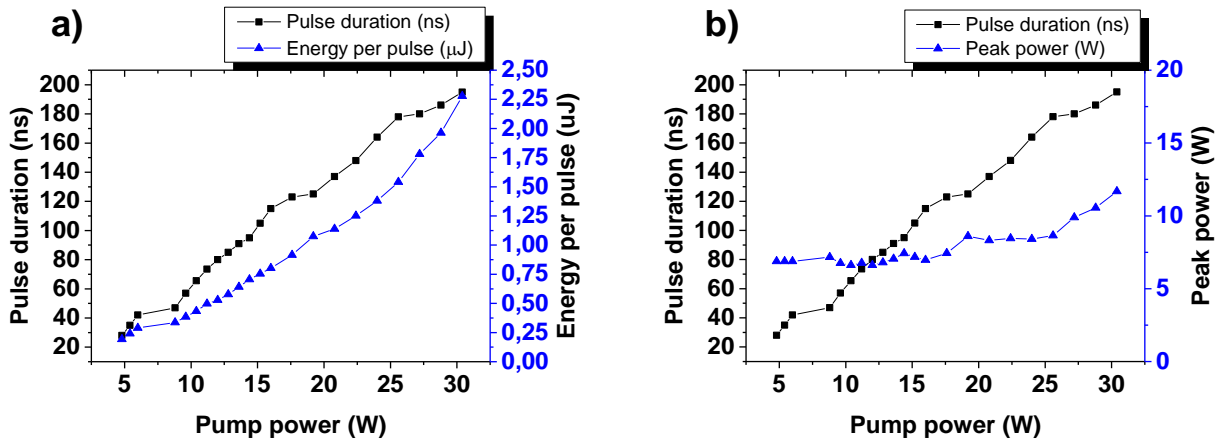 a)
Pulse duration (ns)
Energy per pulse (μJ)
200
180
160
140
120
100
80
60
40
20
Pulse duration (ns)
2,50
2,25
2,00
1,75
1,50
1,25
1,00
0,75
0,50
0,25
0,00
Energy per pulse (uJ)
5 10 15 20 25 30
Pump power (W)
b)
Pulse duration (ns)
Peak power (W)
200
180
160
140
120
100
80
60
40
20
Pulse duration (ns)
20
15
10
5
0
Peak power (W)
5 10 15 20 25 30
Pump power (W)